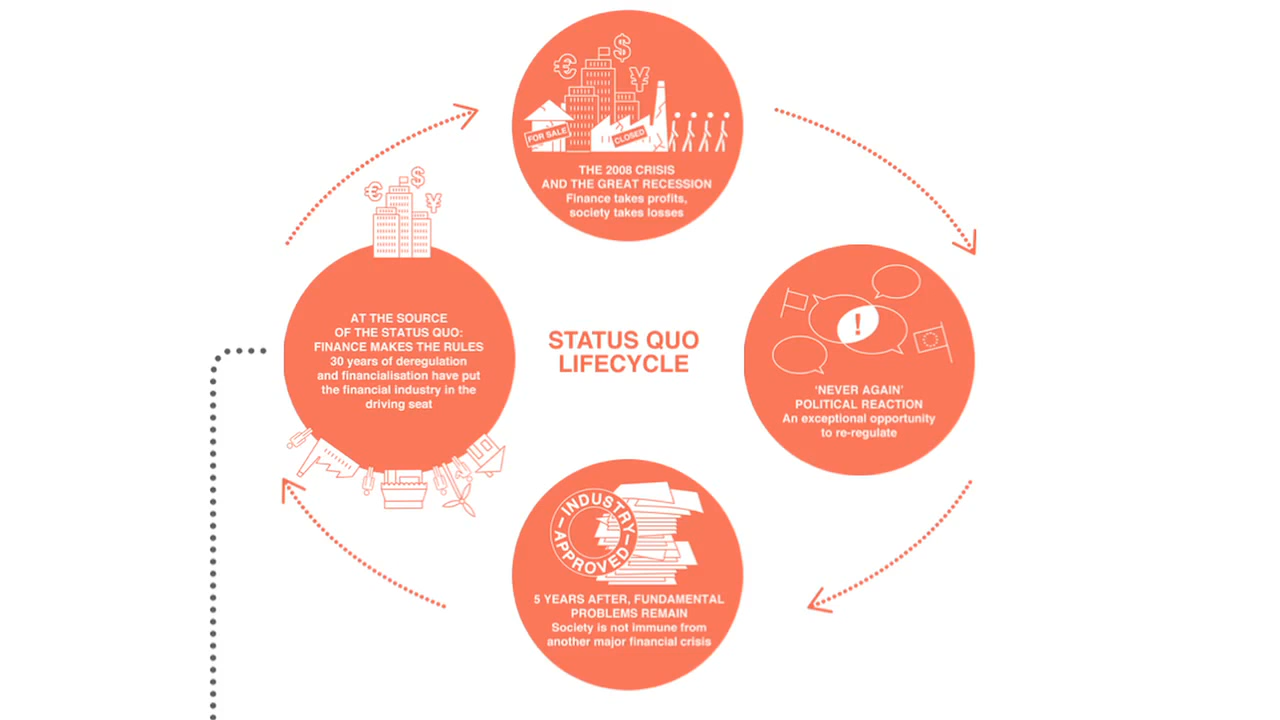 € $ ¥
FOR SALE
CLOSED
THE 2008 CRISIS
AND THE GREAT RECESSION
Finance takes profits,
society takes losses
!
‘NEVER AGAIN’
POLITICAL REACTION
An exceptional opportunity
to re-regulate
INDUSTRY
APPROVED
5 YEARS AFTER, FUNDAMENTAL
PROBLEMS REMAIN
Society is not immune from
another major financial crisis
€ $ ¥
AT THE SOURCE
OF THE STATUS QUO:
FINANCE MAKES THE RULES
30 years of deregulation
and financialisation have put
the financial industry in the
driving seat
STATUS QUO
LIFECYCLE